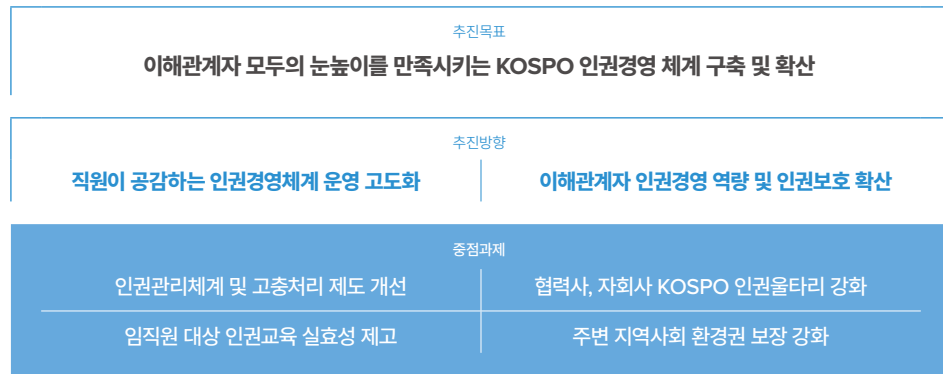 추진목표
이해관계자 모두의 눈높이를 만족시키는 KOSPO 인권경영 체계 구축 및 확산
추진방향
직원이 공감하는 인권경영체계 운영 고도화
이해관계자 인권경영 역량 및 인권보호 확산
중점과제
인권관리체계 및 고충처리 제도 개선
협력사, 자회사 KOSPO 인권울타리 강화
임직원 대상 인권교육 실효성 제고
주변 지역사회 환경권 보장 강화